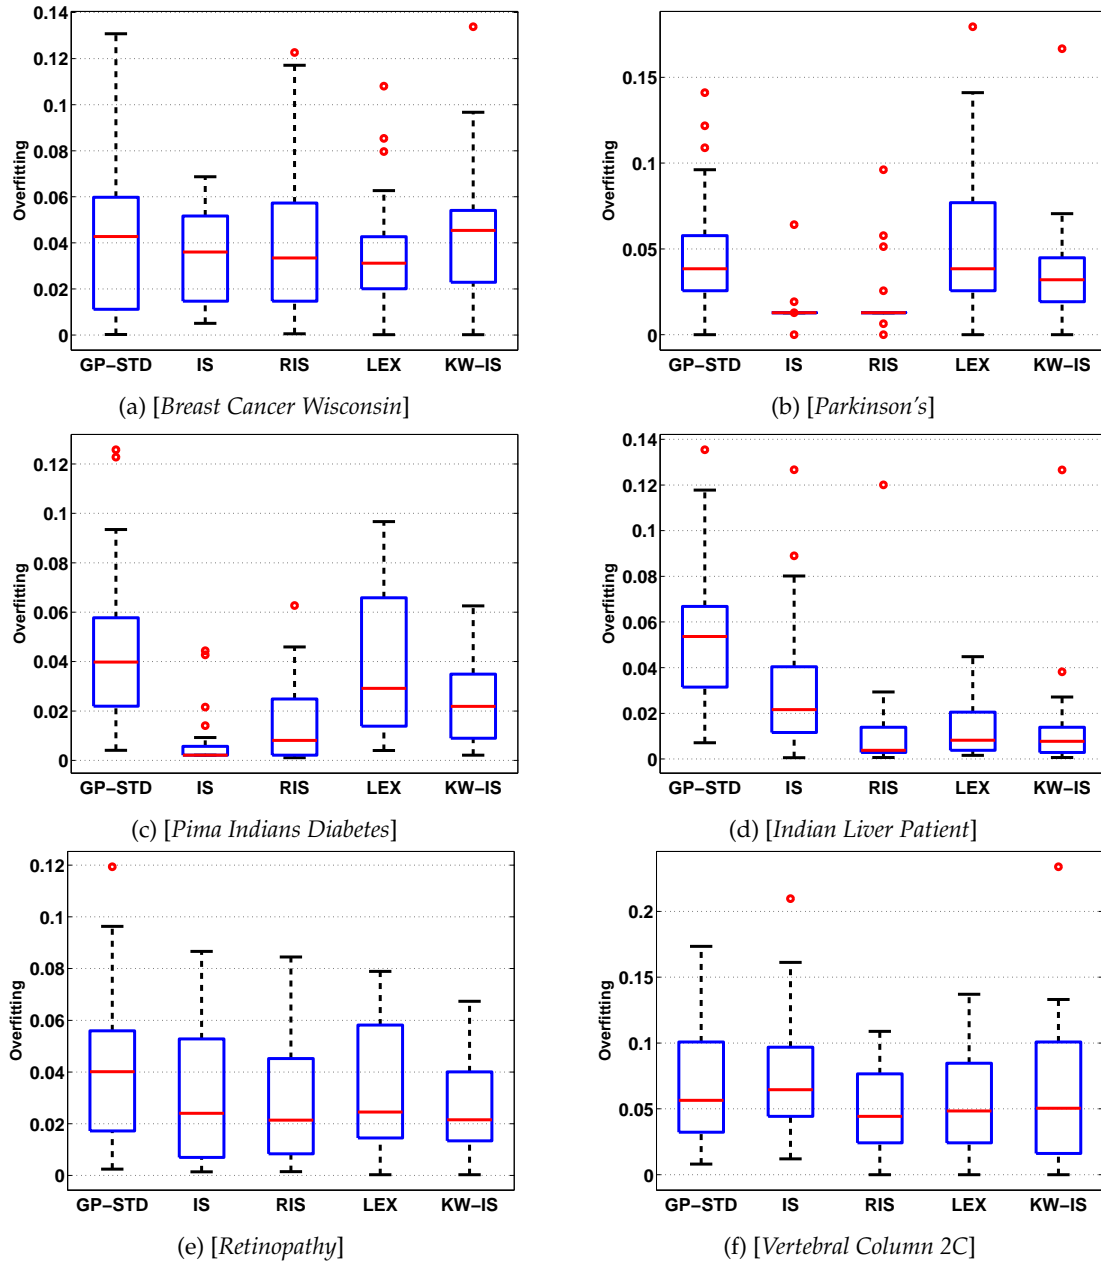 0.14
0.12
0.1
0.08
0.06
0.04
0.02
0
Overfitting
GP–STD IS RIS LEX KW–IS
(a) [Breast Cancer Wisconsin]
0.15
0.1
0.05
0
Overfitting
GP–STD IS RIS LEX KW–IS
(b) [Parkinson's]
0.12
0.1
0.08
0.06
0.04
0.02
0
Overfitting
GP–STD IS RIS LEX KW–IS
(c) [Pima Indians Diabetes]
0.14
0.12
0.1
0.08
0.06
0.04
0.02
0
Overfitting
GP–STD IS RIS LEX KW–IS
(d) [Indian Liver Patient]
0.12
0.1
0.08
0.06
0.04
0.02
0
Overfitting
GP–STD IS RIS LEX KW–IS
(e) [Retinopathy]
0.2
0.15
0.1
0.05
0
Overfitting
GP–STD IS RIS LEX KW–IS
(f) [Vertebral Column 2C]